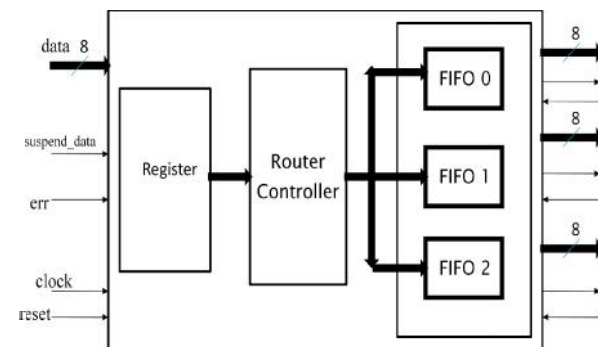 data 8
suspend_data
err
clock
reset
Register
Router
Controller
FIFO 0
FIFO 1
FIFO 2
8
8
8